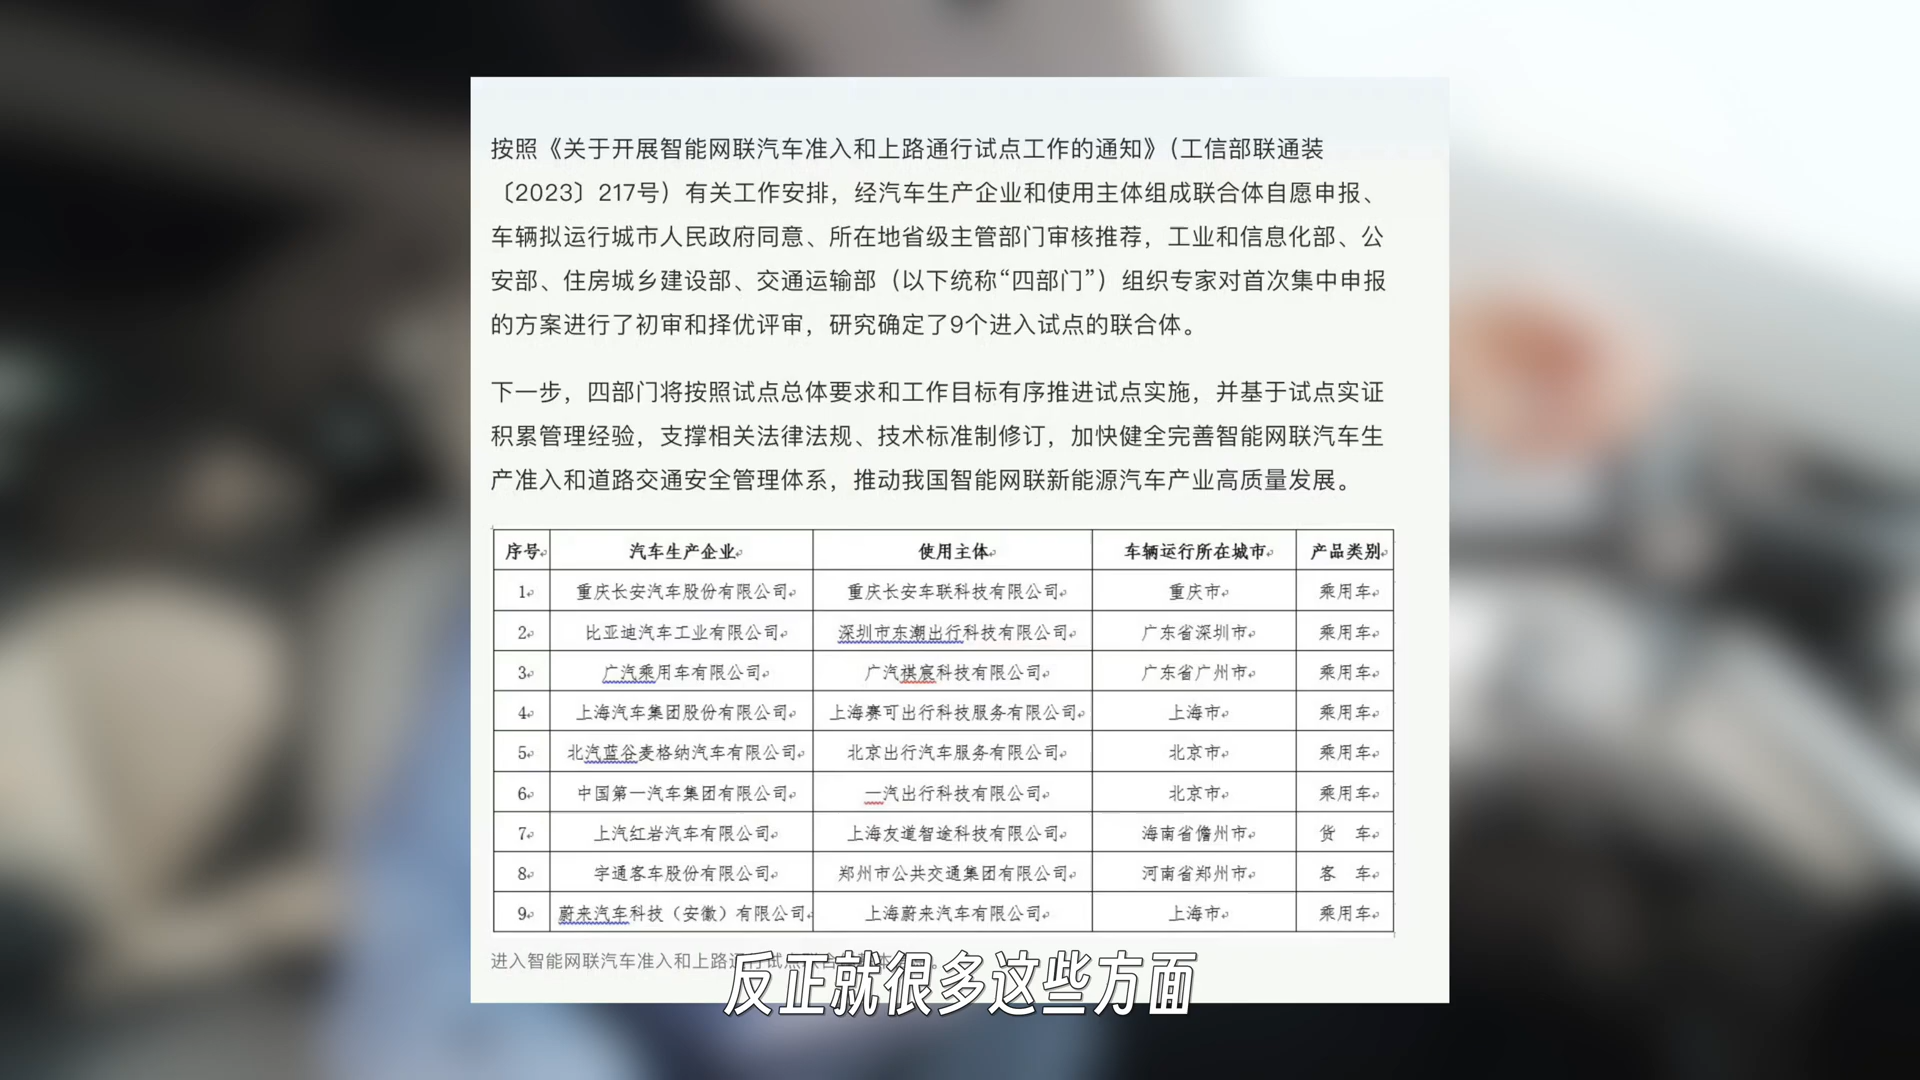 按照《关于开展智能网联汽车准入和上路通行试点工作的通知》（工信部联通装
〔2023〕217号）有关工作安排，经汽车生产企业和使用主体组成联合体自愿申报、
车辆拟运行城市人民政府同意、所在地省级主管部门审核推荐，工业和信息化部、公
安部、住房城乡建设部、交通运输部（以下统称“四部门”）组织专家对首次集中申报
的方案进行了初审和择优评审，研究确定了9个进入试点的联合体。
下一步，四部门将按照试点总体要求和工作目标有序推进试点实施，并基于试点实证
积累管理经验，支撑相关法律法规、技术标准制修订，加快健全完善智能网联汽车生
产准入和道路交通安全管理体系，推动我国智能网联新能源汽车产业高质量发展。
序号 汽车生产企业 使用主体 车辆运行所在城市 产品类别
1 重庆长安汽车股份有限公司 重庆长安车联科技有限公司 重庆市 乘用车
2 比亚迪汽车工业有限公司 深圳市东潮出行科技有限公司 广东省深圳市 乘用车
3 广汽乘用车有限公司 广汽祺宸科技有限公司 广东省广州市 乘用车
4 上海汽车集团股份有限公司 上海赛可出行科技服务有限公司 上海市 乘用车
5 北汽蓝谷麦格纳汽车有限公司 北京出行汽车服务有限公司 北京市 乘用车
6 中国第一汽车集团有限公司 一汽出行科技有限公司 北京市 乘用车
7 上汽红岩汽车有限公司 上海友道智途科技有限公司 海南省儋州市 货 车
8 宇通客车股份有限公司 郑州市公共交通集团有限公司 河南省郑州市 客 车
9 蔚来汽车科技（安徽）有限公司 上海蔚来汽车有限公司 上海市 乘用车
进入智能网联汽车准入和上路
反正就很多这些方面